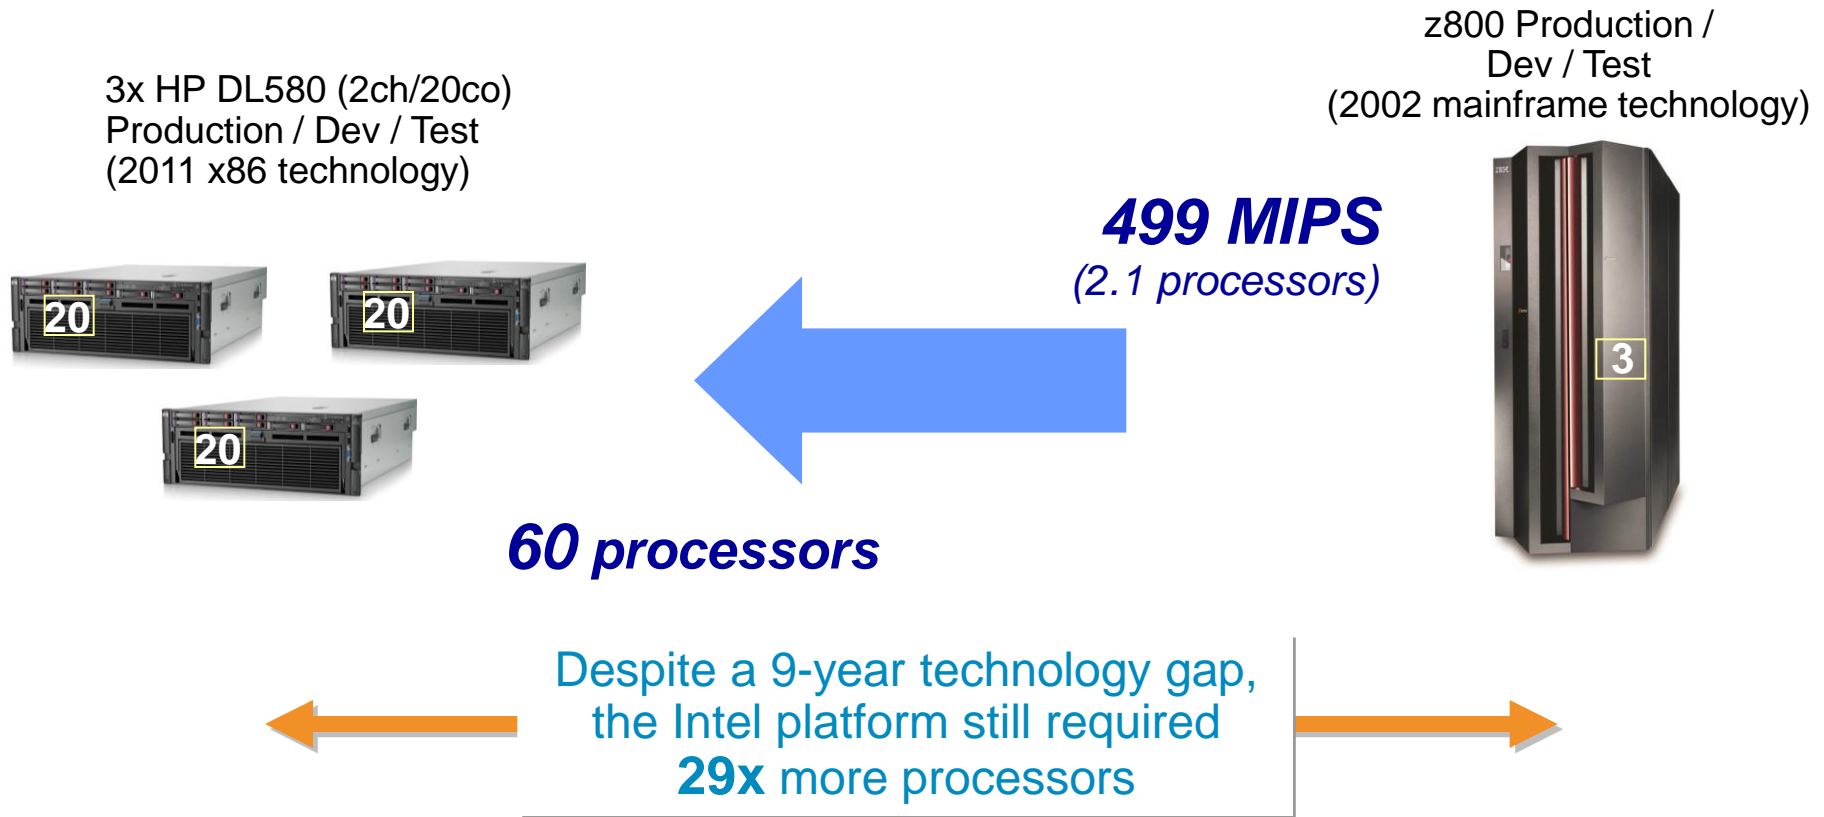 z800 Production /
Dev / Test
(2002 mainframe technology)
3x HP DL580 (2ch/20co)
Production / Dev / Test
(2011 x86 technology)
499 MIPS
(2.1 processors)
20
20
3
20
60 processors
Despite a 9-year technology gap,
the Intel platform still required
29x more processors